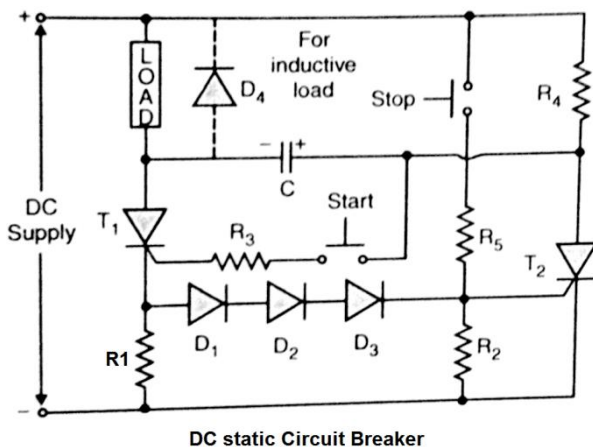 +
LOAD
For
inductive
load
D4
Stop
R4
- +
C
DC
Supply
T1
R3
Start
R5
T2
D1
D2
D3
R1
R2
-
DC static Circuit Breaker